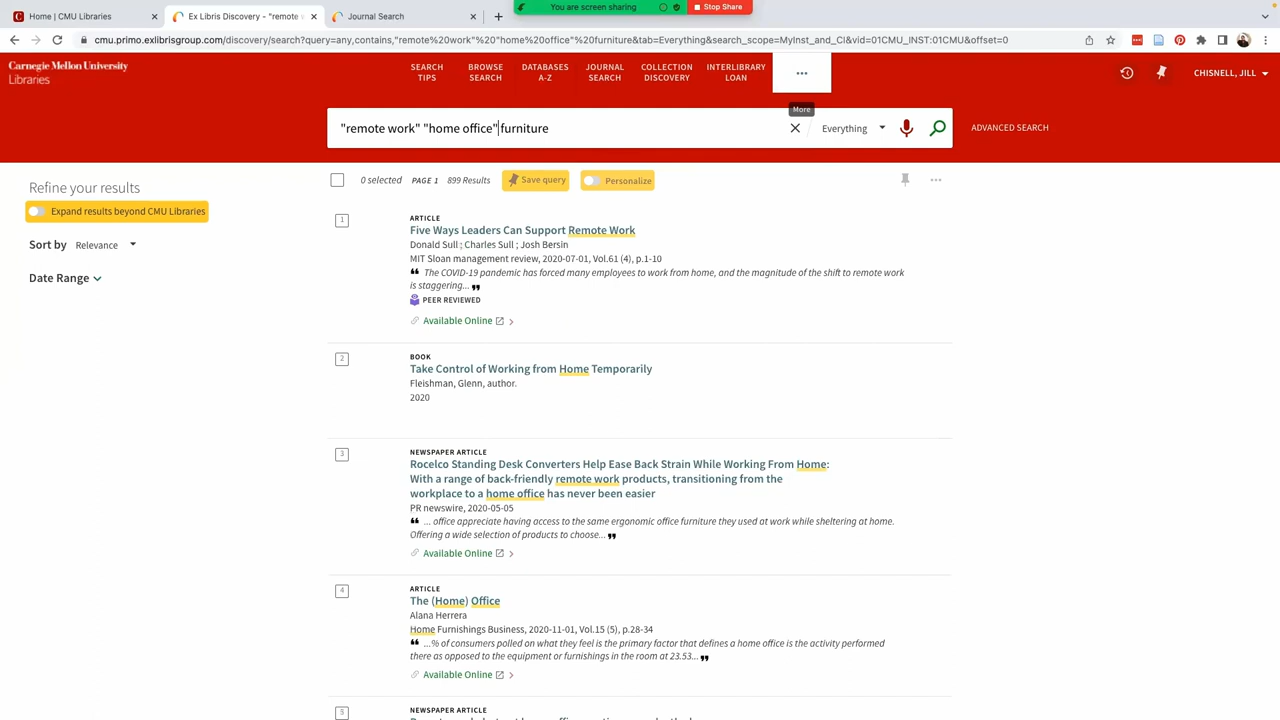 You are screen sharing
Stop Share
Home | CMU Libraries
Ex Libris Discovery - "remote w
Journal Search
cmu.primo.exlibrisgroup.com/discovery/search?query=any,contains,"remote%20work"%20"home%20office"%20furniture&tab=Everything&search_scope=MyInst_and_CI&vid=01CMU_INST:01CMU&offset=0
Carnegie Mellon University
Libraries
SEARCH TIPS
BROWSE SEARCH
DATABASES A-Z
JOURNAL SEARCH
COLLECTION DISCOVERY
INTERLIBRARY LOAN
...
CHISNELL, JILL
More
"remote work" "home office" furniture
Everything
ADVANCED SEARCH
Refine your results
Expand results beyond CMU Libraries
Sort by Relevance
Date Range
0 selected PAGE 1 899 Results Save query Personalize
1
ARTICLE
Five Ways Leaders Can Support Remote Work
Donald Sull ; Charles Sull ; Josh Bersin
MIT Sloan management review, 2020-07-01, Vol.61 (4), p.1-10
❝ The COVID-19 pandemic has forced many employees to work from home, and the magnitude of the shift to remote work
is staggering... ❞
PEER REVIEWED
Available Online
2
BOOK
Take Control of Working from Home Temporarily
Fleishman, Glenn, author.
2020
3
NEWSPAPER ARTICLE
Rocelco Standing Desk Converters Help Ease Back Strain While Working From Home:
With a range of back-friendly remote work products, transitioning from the
workplace to a home office has never been easier
PR newswire, 2020-05-05
❝ ... office appreciate having access to the same ergonomic office furniture they used at work while sheltering at home.
Offering a wide selection of products to choose... ❞
Available Online
4
ARTICLE
The (Home) Office
Alana Herrera
Home Furnishings Business, 2020-11-01, Vol.15 (5), p.28-34
❝ ...% of consumers polled on what they feel is the primary factor that defines a home office is the activity performed
there as opposed to the equipment or furnishings in the room at 23.53... ❞
Available Online
5
NEWSPAPER ARTICLE